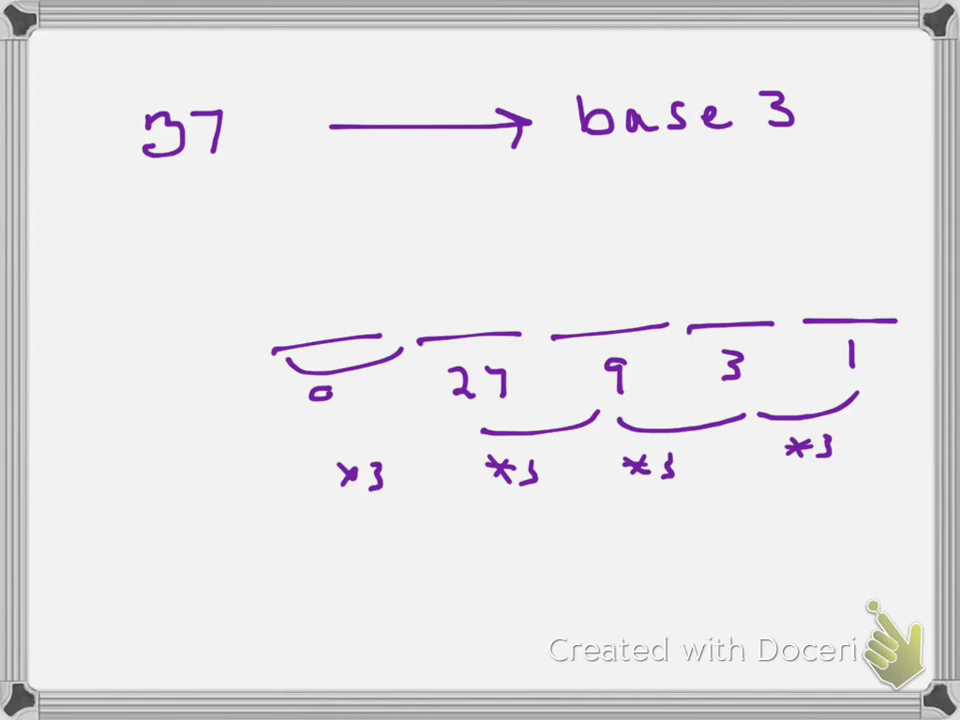 37 → base 3
0 27 9 3 1
*3 *3 *3 *3
Created with Doceri